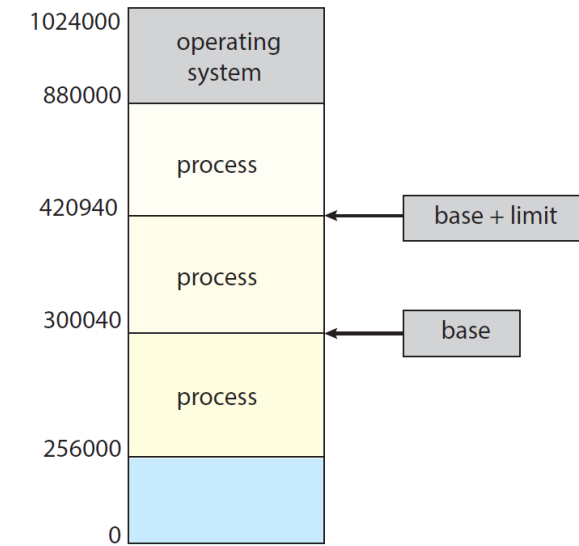 1024000
operating
system
880000
process
420940
base + limit
process
300040
base
process
256000
0